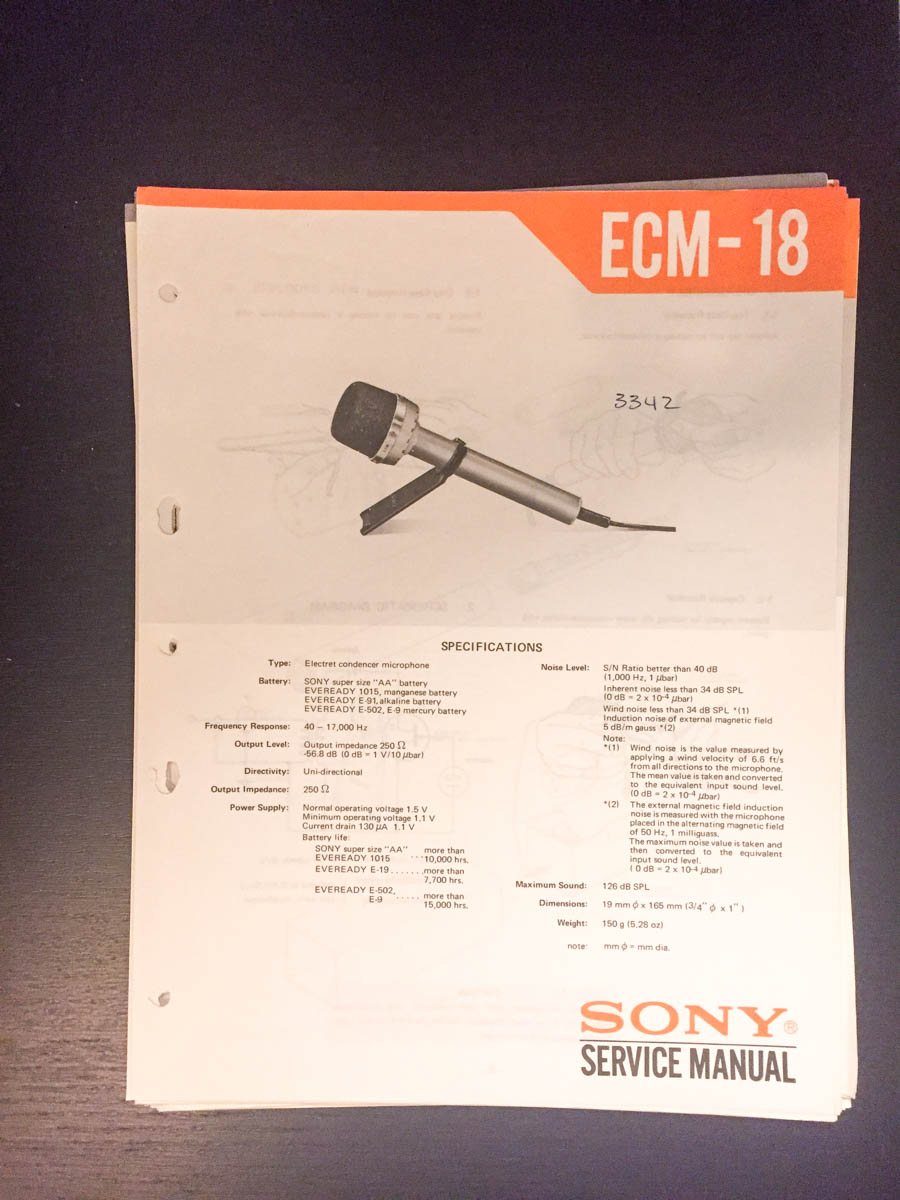 ECM-18
3342
SPECIFICATIONS
Type: Electret condencer microphone
Battery: SONY super size "AA" battery
EVEREADY 1015, manganese battery
EVEREADY E-91, alkaline battery
EVEREADY E-502, E-9 mercury battery
Frequency Response: 40 – 17,000 Hz
Output Level: Output impedance 250 Ω
-56.8 dB (0 dB = 1 V/10 μbar)
Directivity: Uni-directional
Output Impedance: 250 Ω
Power Supply: Normal operating voltage 1.5 V
Minimum operating voltage 1.1 V
Current drain 130 μA 1.1 V
Battery life:
SONY super size "AA" more than
EVEREADY 1015 ··· 10,000 hrs.
EVEREADY E-19 ....... more than
7,700 hrs.
EVEREADY E-502, more than
E-9 ····· 15,000 hrs.
Noise Level: S/N Ratio better than 40 dB
(1,000 Hz, 1 μbar)
Inherent noise less than 34 dB SPL
(0 dB = 2 x 10-4 μbar)
Wind noise less than 34 dB SPL *(1)
Induction noise of external magnetic field
5 dB/m gauss *(2)
Note:
*(1) Wind noise is the value measured by
applying a wind velocity of 6.6 ft/s
from all directions to the microphone.
The mean value is taken and converted
to the equivalent input sound level.
(0 dB = 2 x 10-4 μbar)
*(2) The external magnetic field induction
noise is measured with the microphone
placed in the alternating magnetic field
of 50 Hz, 1 milliguass.
The maximum noise value is taken and
then converted to the equivalent
input sound level.
( 0 dB = 2 x 10-4 μbar)
Maximum Sound: 126 dB SPL
Dimensions: 19 mm φ x 165 mm (3/4" φ x 1" )
Weight: 150 g (5.28 oz)
note: mm φ = mm dia.
SONY®
SERVICE MANUAL